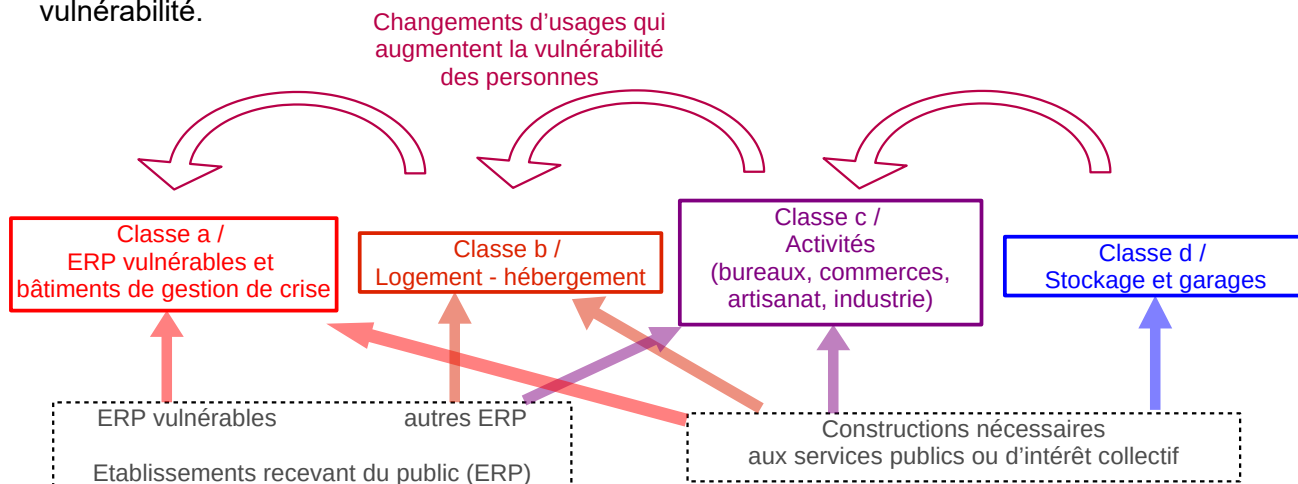 vulnérabilité.
Changements d’usages qui
augmentent la vulnérabilité
des personnes
Classe a /
ERP vulnérables et
bâtiments de gestion de crise
Classe b /
Logement - hébergement
Classe c /
Activités
(bureaux, commerces,
artisanat, industrie)
Classe d /
Stockage et garages
ERP vulnérables
autres ERP
Etablissements recevant du public (ERP)
Constructions nécessaires
aux services publics ou d’intérêt collectif